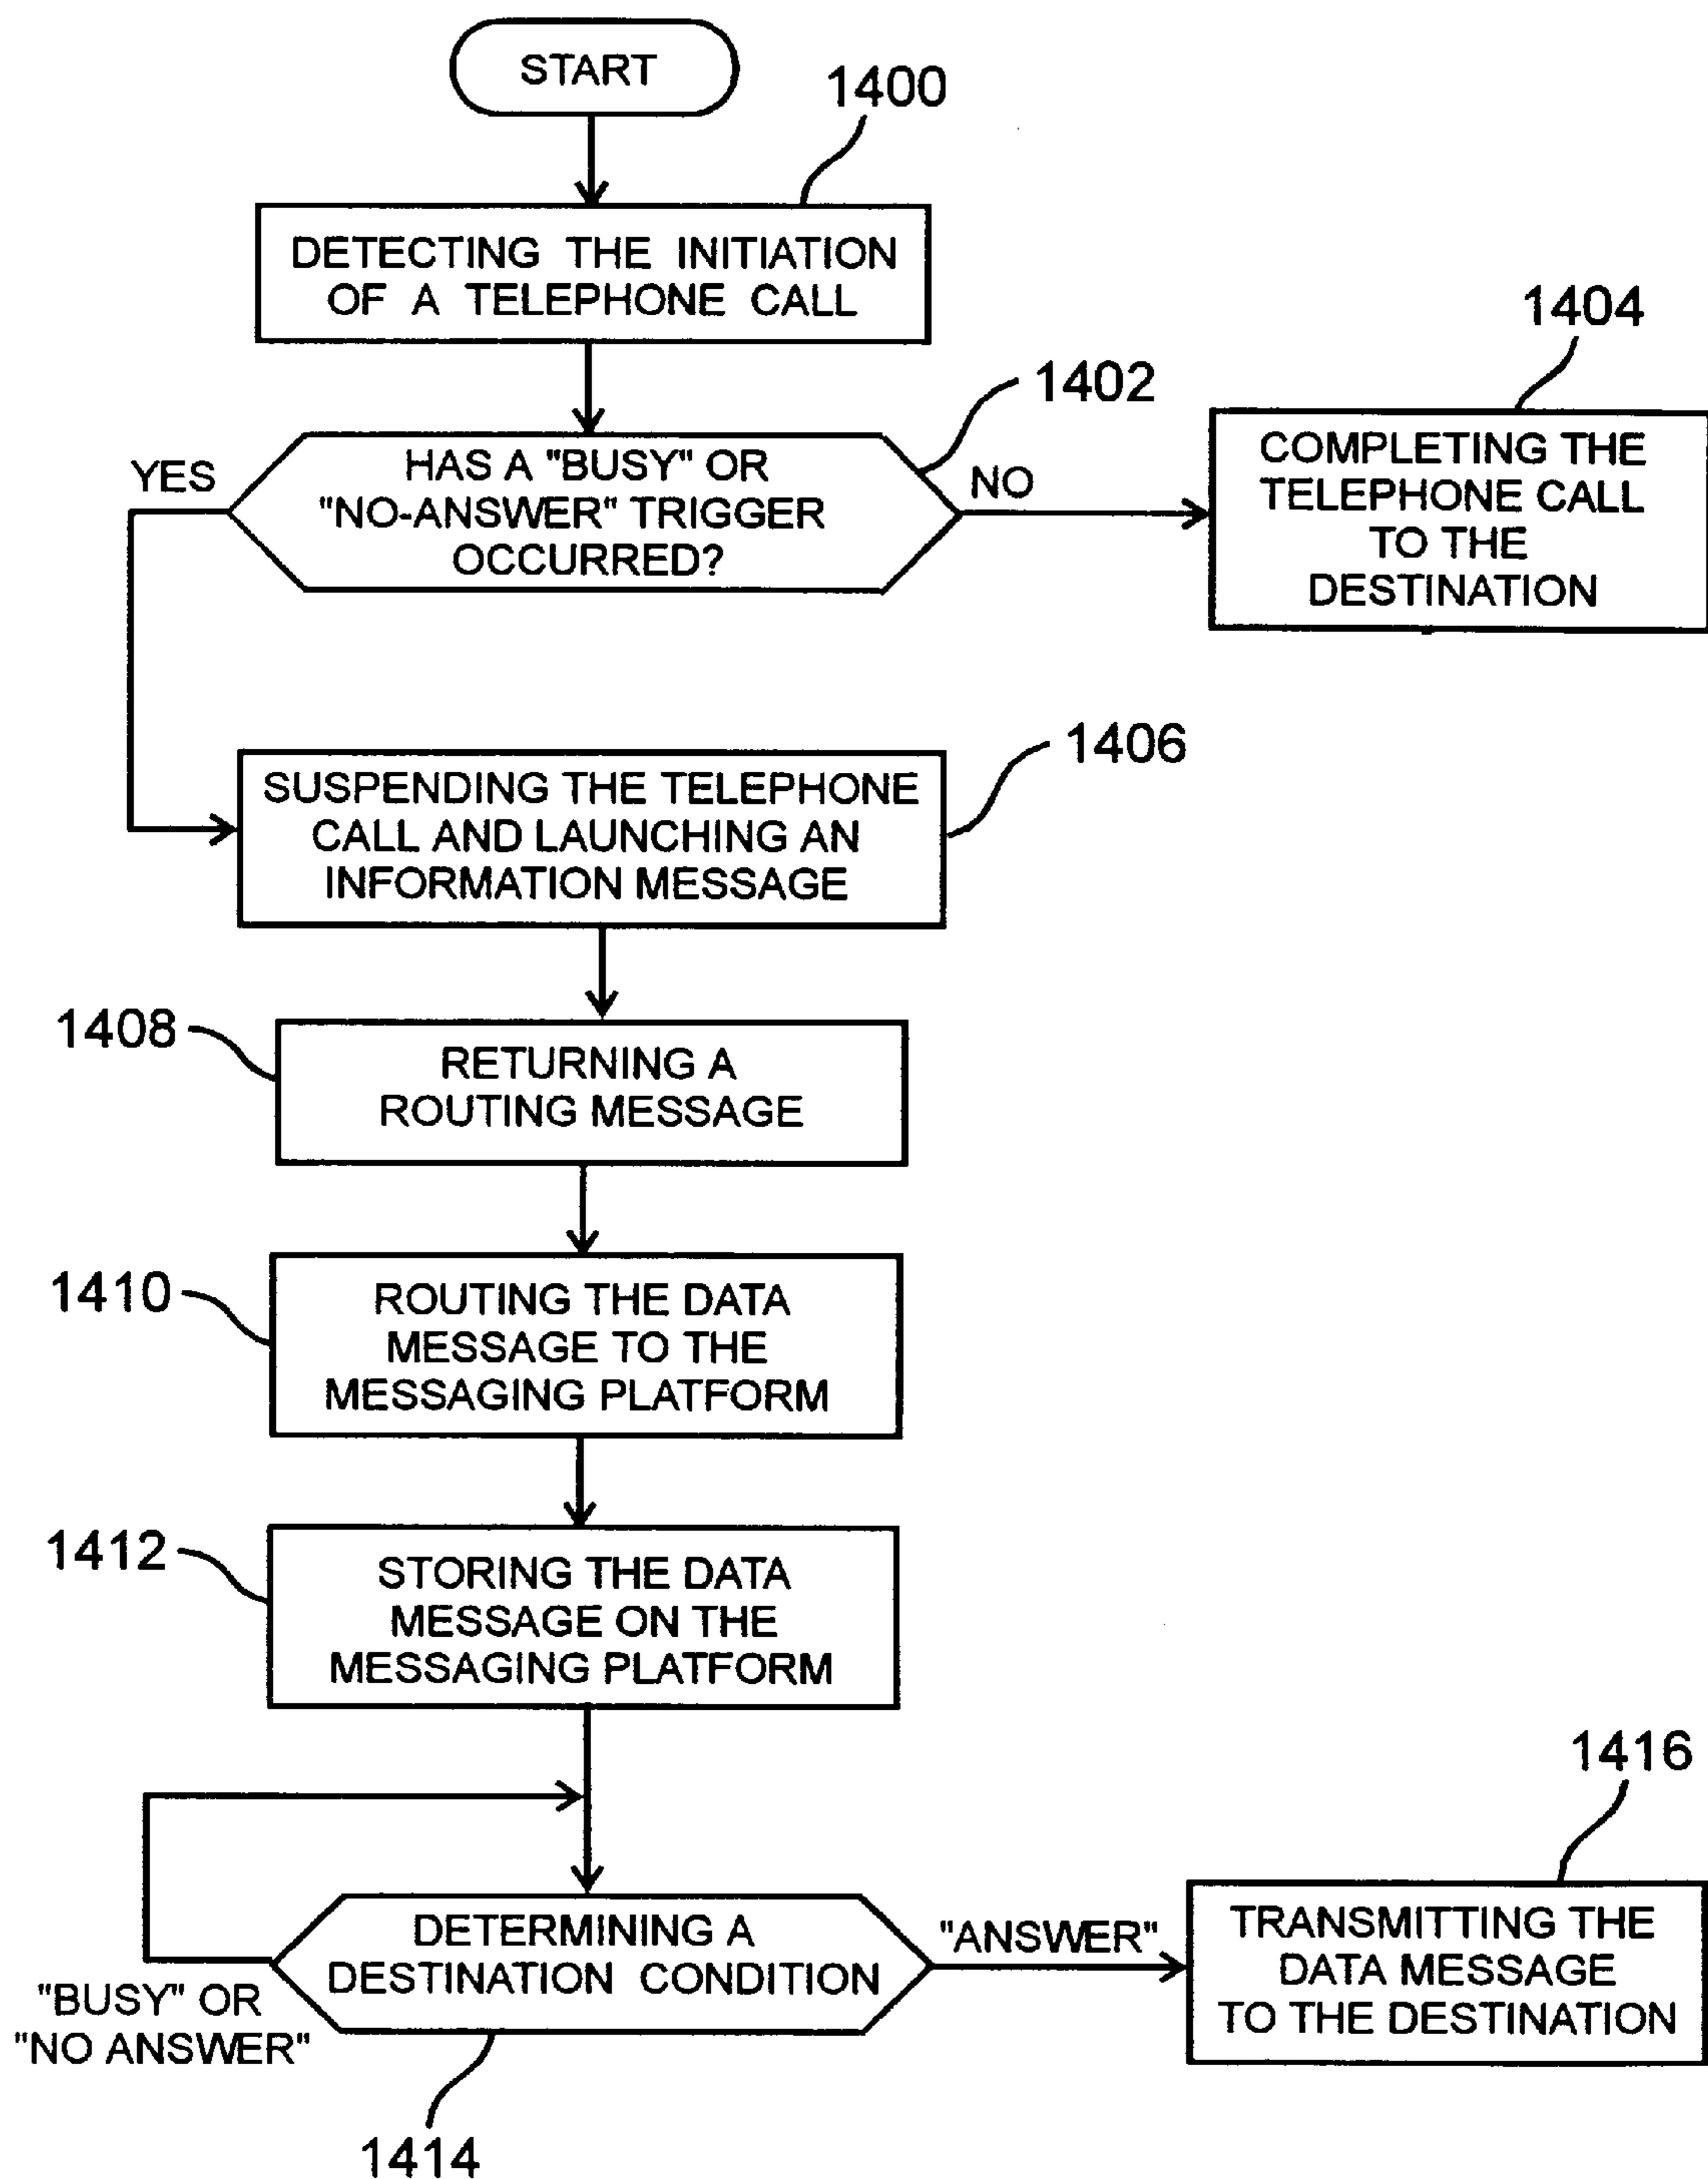 START
1400
DETECTING THE INITIATION
OF A TELEPHONE CALL
1404
1402
YES
HAS A "BUSY" OR
"NO-ANSWER" TRIGGER
OCCURRED?
NO
COMPLETING THE
TELEPHONE CALL
TO THE
DESTINATION
1406
SUSPENDING THE TELEPHONE
CALL AND LAUNCHING AN
INFORMATION MESSAGE
1408
RETURNING A
ROUTING MESSAGE
1410
ROUTING THE DATA
MESSAGE TO THE
MESSAGING PLATFORM
1412
STORING THE DATA
MESSAGE ON THE
MESSAGING PLATFORM
1416
DETERMINING A
DESTINATION CONDITION
"ANSWER"
TRANSMITTING THE
DATA MESSAGE
TO THE DESTINATION
"BUSY" OR
"NO ANSWER"
1414